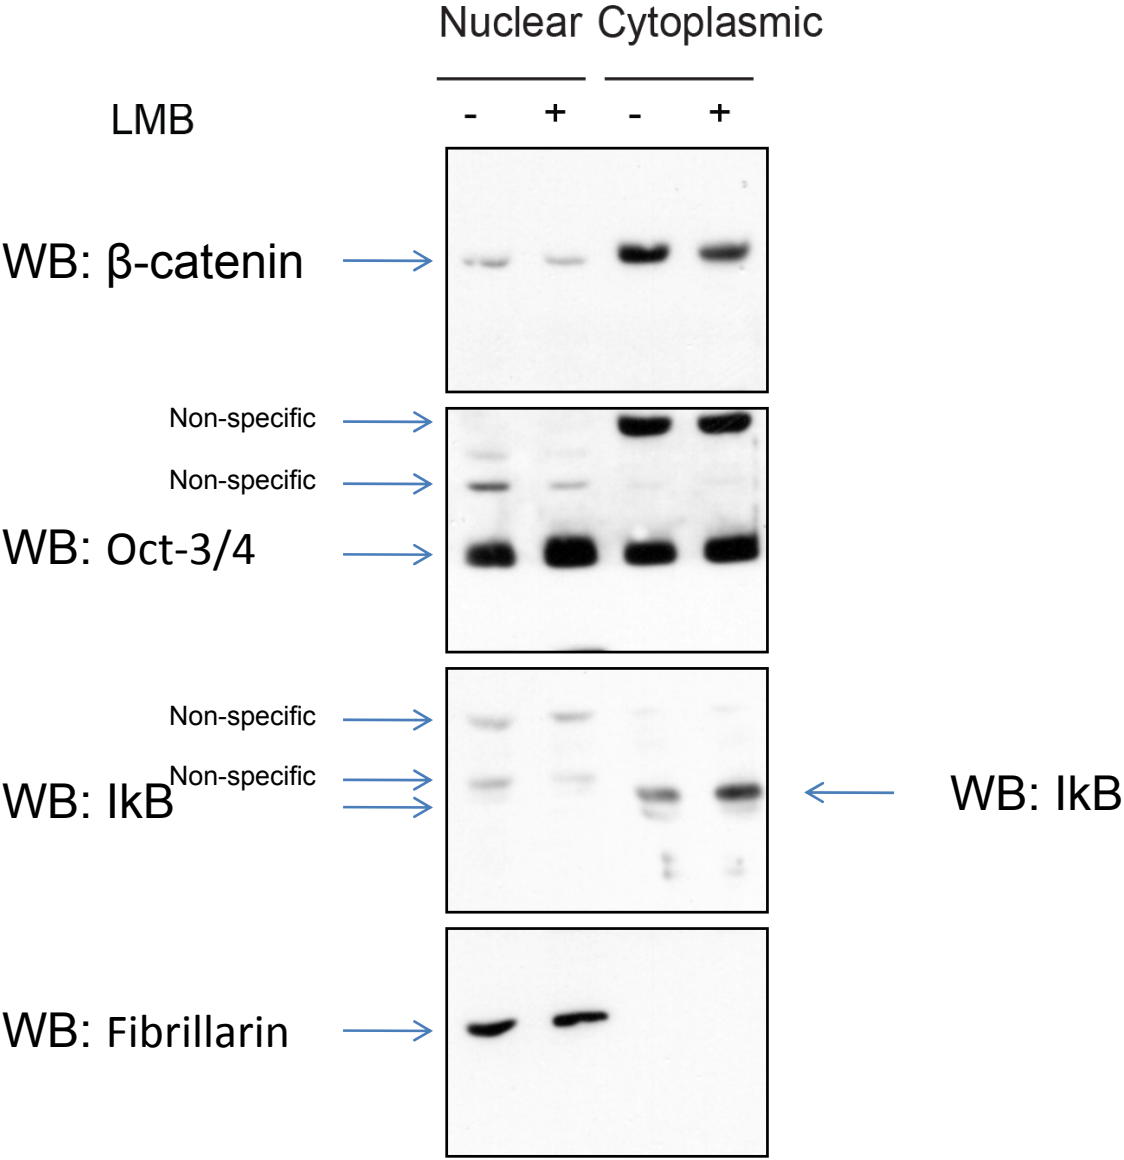 Nuclear Cytoplasmic
LMB - + - +
WB: β-catenin
Non-specific
Non-specific
WB: Oct-3/4
Non-specific
Non-specific
WB: IkB
WB: IkB
WB: Fibrillarin